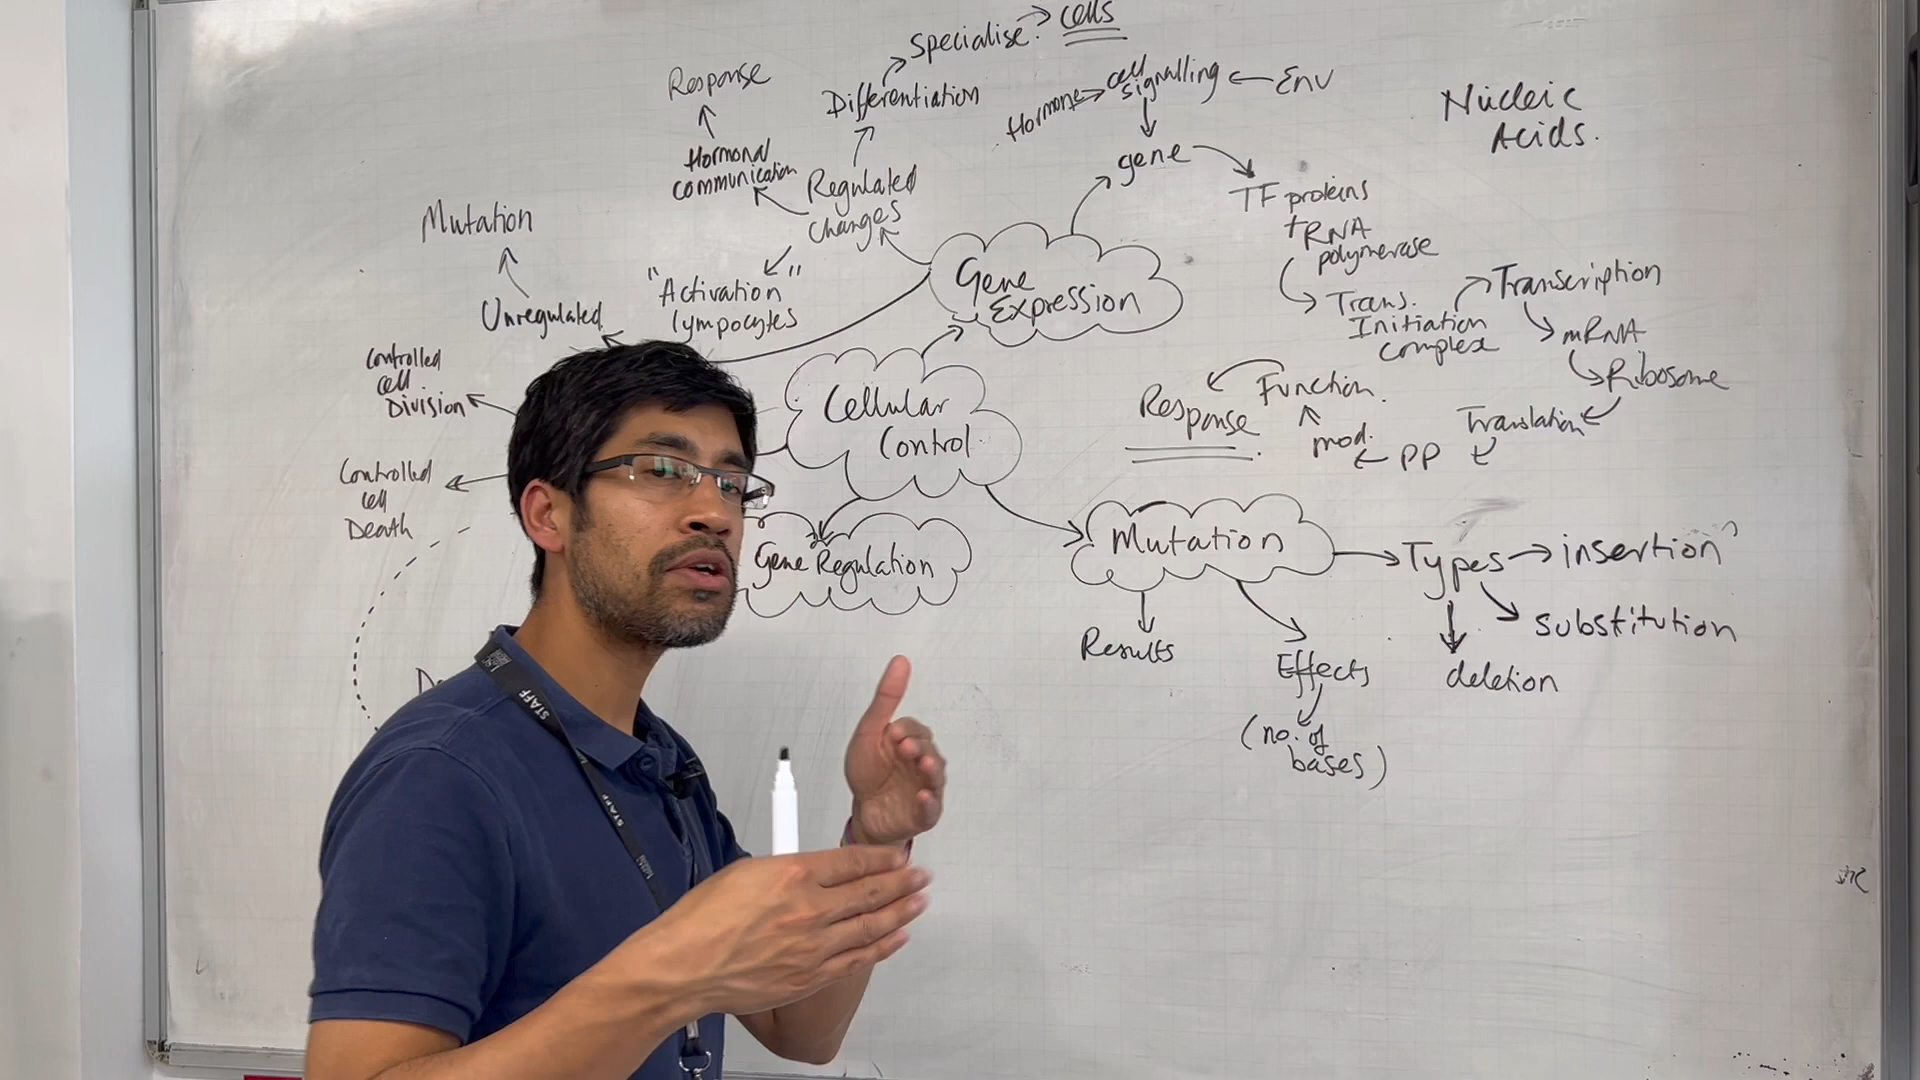 cells
Specialise.
Response
Differentiation
Hormone
cell
signalling
Env
Nucleic
Acids.
gene
Hormonal
communication
Regulated
changes
TF proteins
+ RNA
polymerase
Mutation
"Activation"
lympocytes
Gene
Expression
Unregulated
Trans.
Initiation
complex
Transcription
mRNA
Ribosome
Translation
PP
mod.
Function.
Response
Controlled
cell
Division
Cellular
Control
Controlled
cell
Death
Gene Regulation
Mutation
Types
insertion
substitution
deletion
Results
Effects
(no. of
bases)
STAFF
STAFF